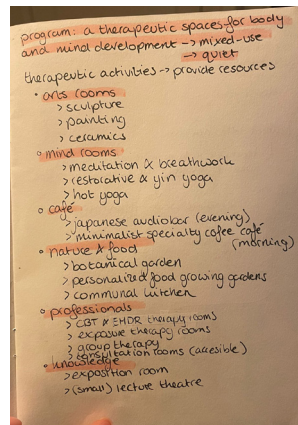 program: a therapeutic spaces for body
and mind development -> mixed-use
-> quiet
therapeutic activities -> provide resources
• arts rooms
> sculpture
> painting
> ceramics
• mind rooms
> meditation & breathwork
> restorative & yin yoga
> hot yoga
• café
> japanese audiobar (evening)
> minimalist specialty cofee café
(morning)
• nature & food
> botanical garden
> personalized food growing gardens
> communal kitchen
• professionals
> CBT & EMDR therapy rooms
> exposure therapy rooms
> group therapy
> consultation rooms (accesible)
• knowledge
> exposition room
> (small) lecture theatre